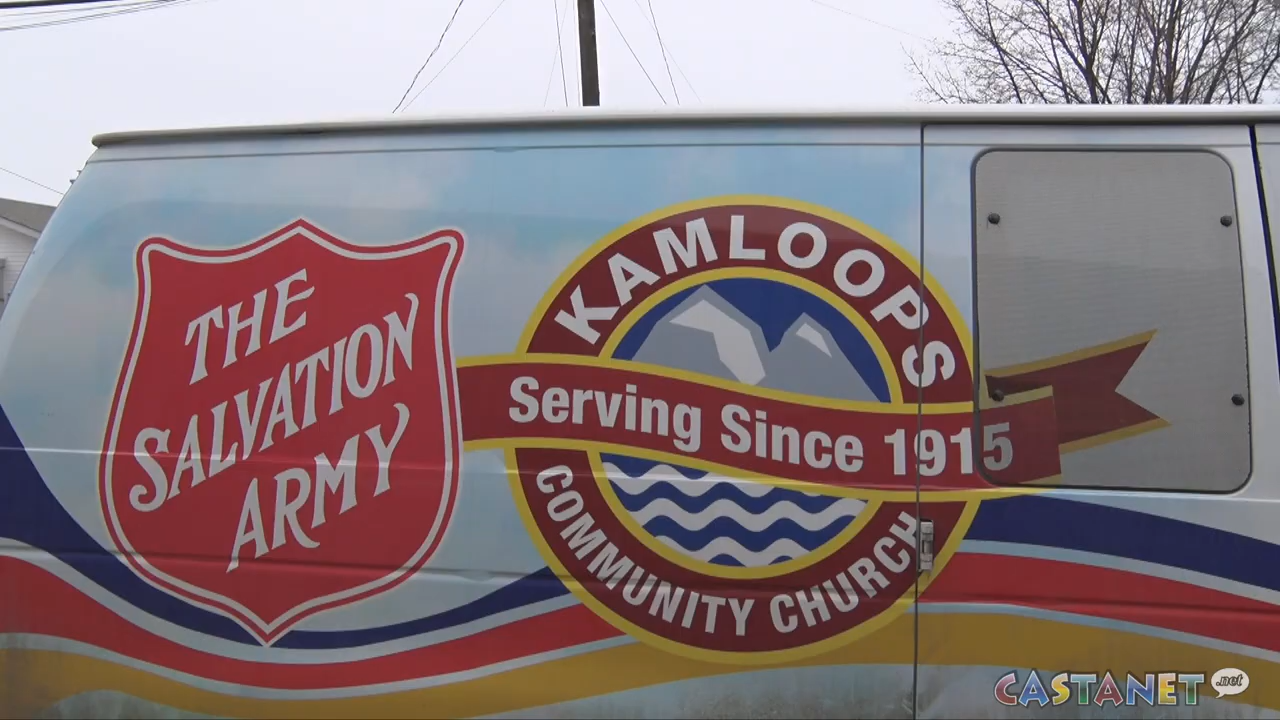 THE
SALVATION
ARMY
KAMLOOPS
Serving Since 1915
COMMUNITY CHURCH
CASTANET.net